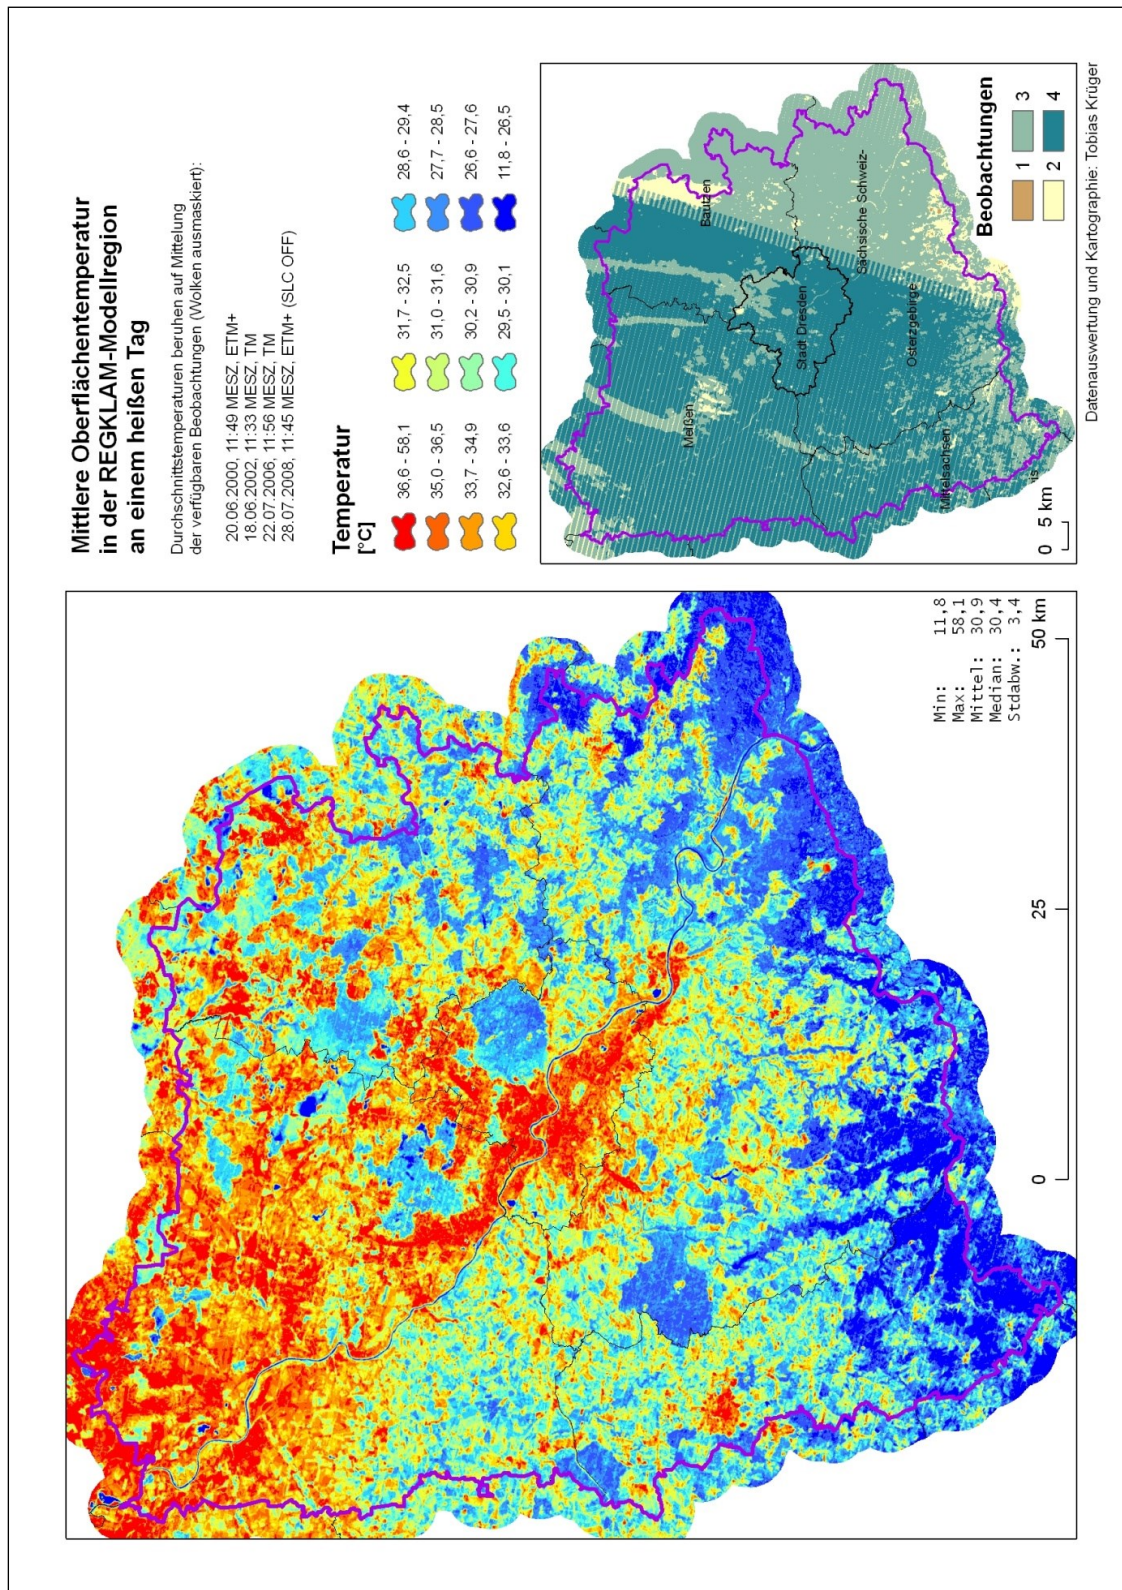 Mittlere Oberflächentemperatur
in der REGKLAM-Modellregion
an einem heißen Tag
Durchschnittstemperaturen beruhen auf Mittelung
der verfügbaren Beobachtungen (Wolken ausmaskiert):
20.06.2000, 11:49 MESZ, ETM+
18.06.2002, 11:33 MESZ, TM
22.07.2006, 11:56 MESZ, TM
28.07.2008, 11:45 MESZ, ETM+ (SLC OFF)
Temperatur
[°C]
36,6 - 58,1
35,0 - 36,5
33,7 - 34,9
32,6 - 33,6
31,7 - 32,5
31,0 - 31,6
30,2 - 30,9
29,5 - 30,1
28,6 - 29,4
27,7 - 28,5
26,6 - 27,6
11,8 - 26,5
Min: 11,8
Max: 58,1
Mittel: 30,9
Median: 30,4
Stdabw.: 3,4
0 25 50 km
Bautzen
Meißen
Stadt Dresden
Sächsische Schweiz-
Osterzgebirge
Mittelsachsen
0 5 km
Beobachtungen
1 3
2 4
Datenauswertung und Kartographie: Tobias Krüger